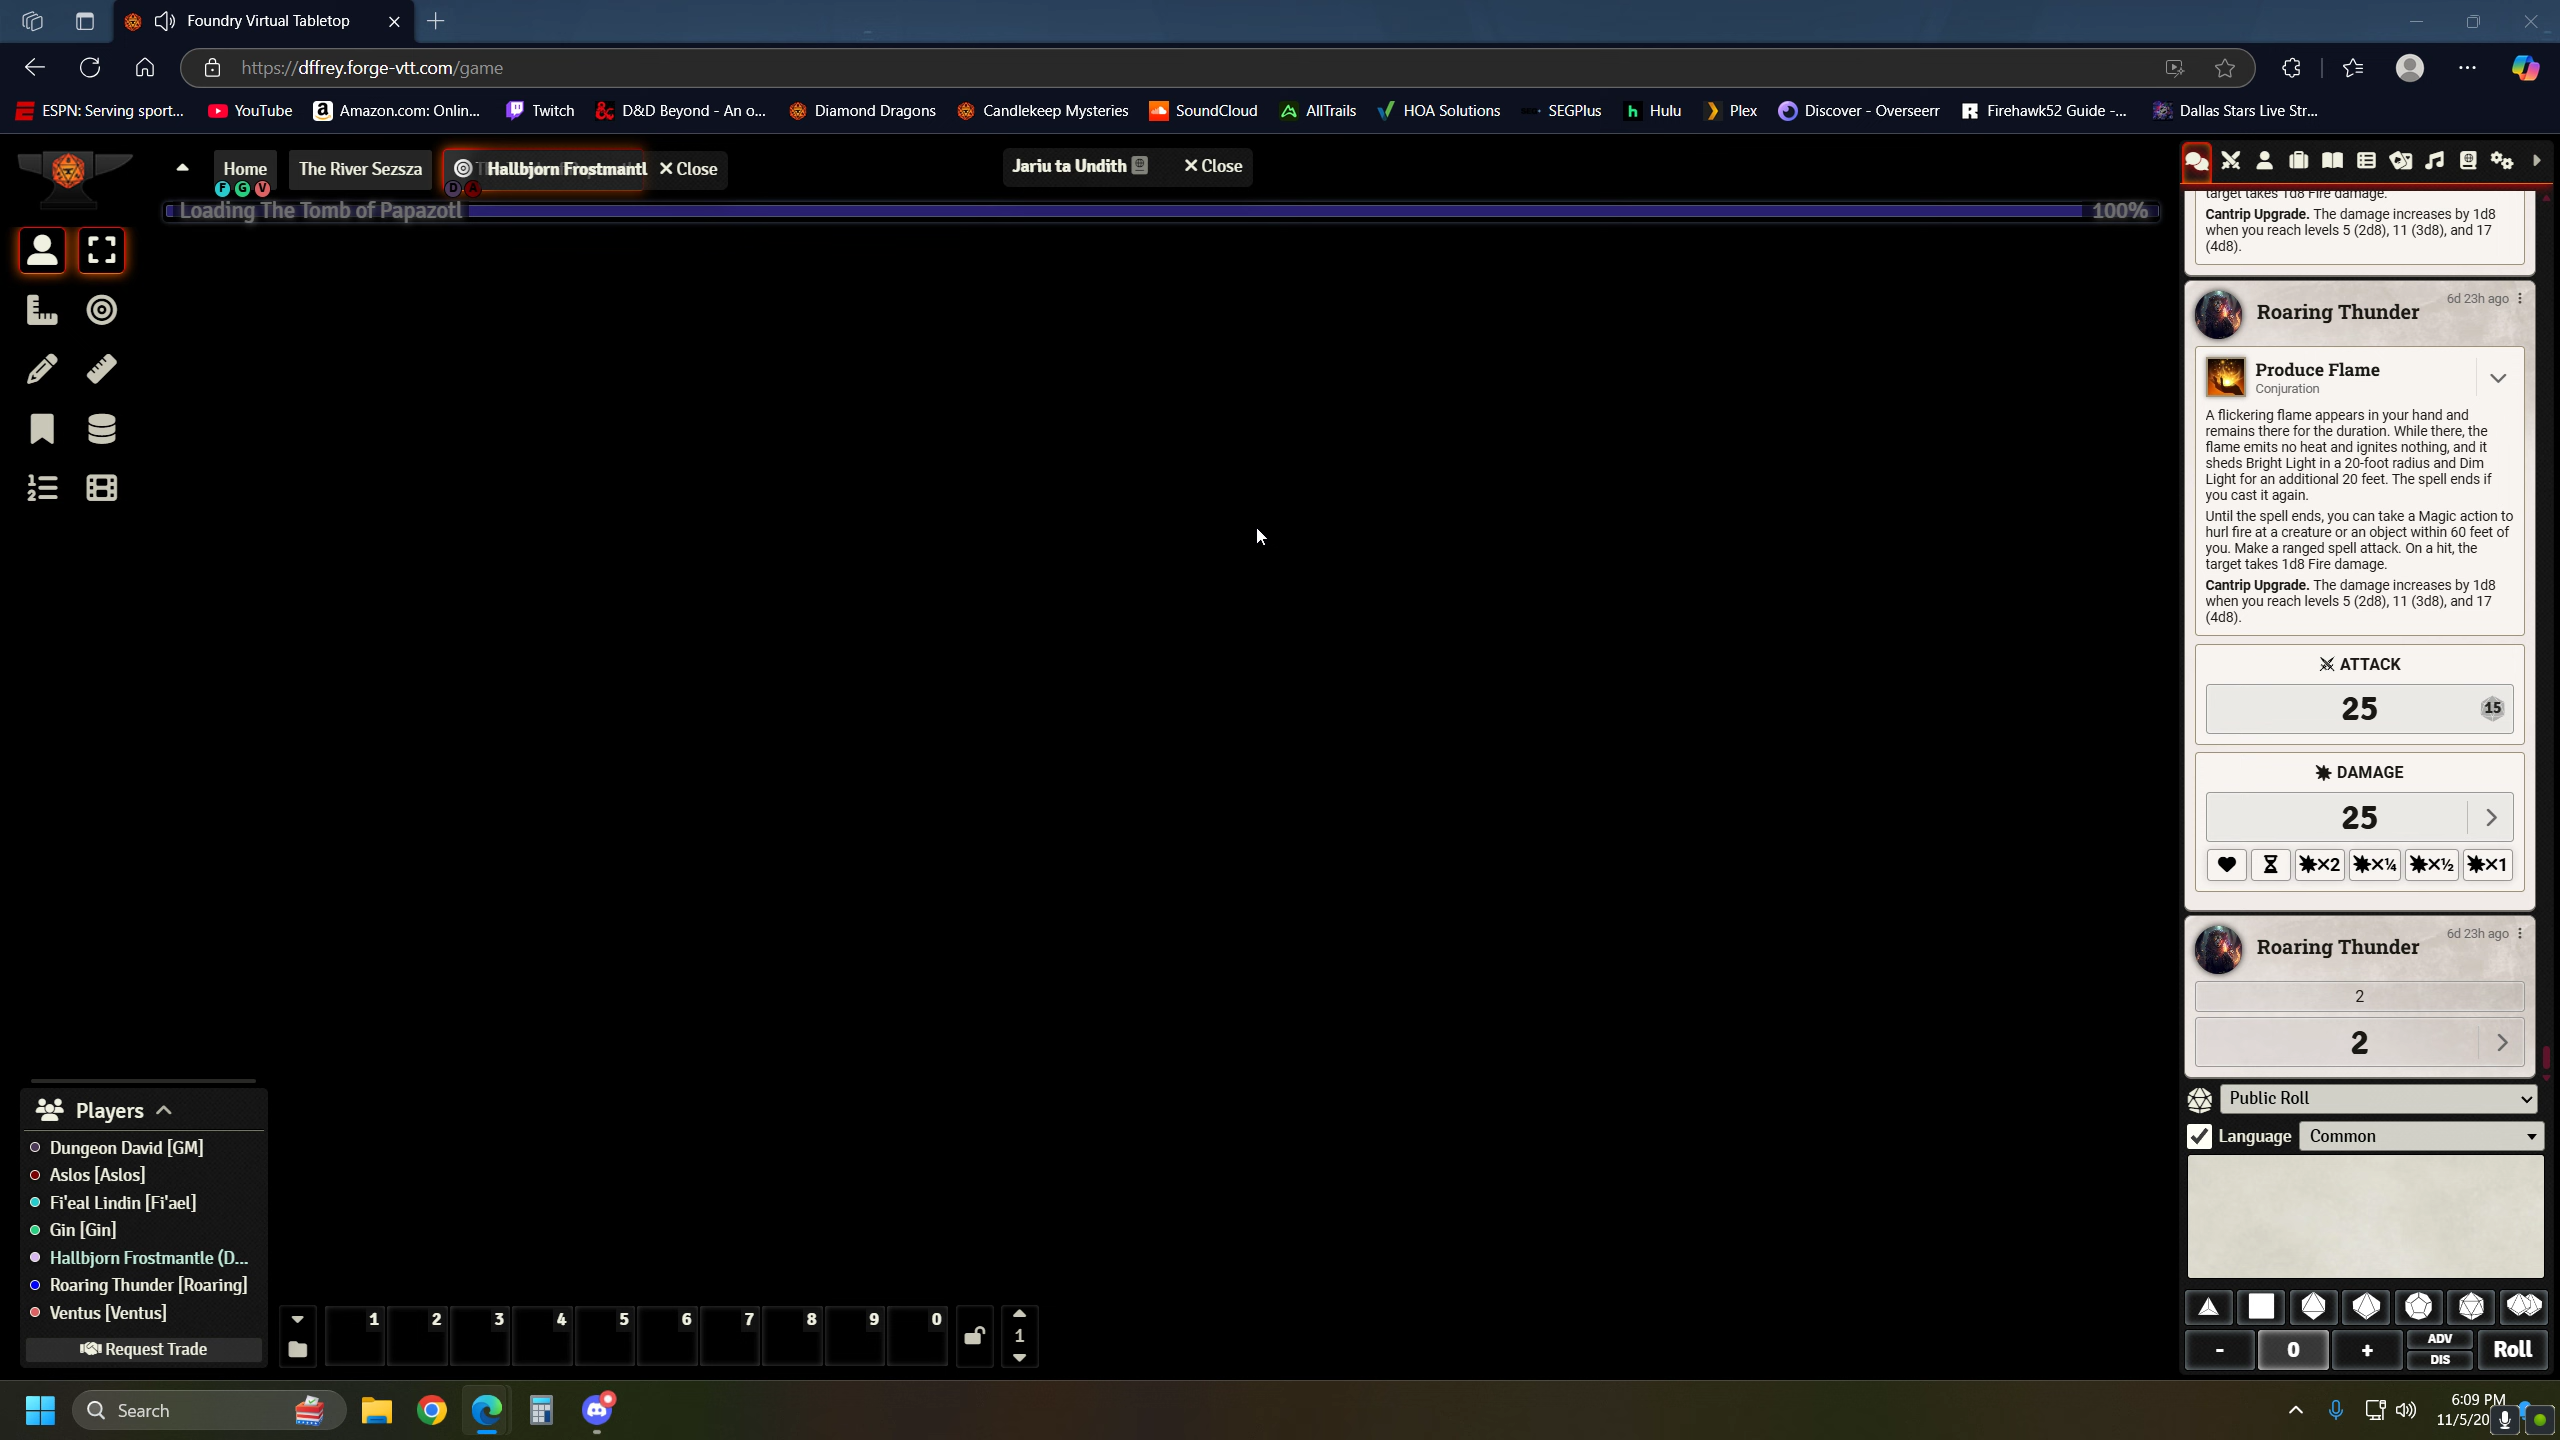 Foundry Virtual Tabletop
https://dffrey.forge-vtt.com/game
ESPN: Serving sport... YouTube Amazon.com: Onlin... Twitch D&D Beyond - An o... Diamond Dragons Candlekeep Mysteries SoundCloud AllTrails HOA Solutions SEGPlus Hulu Plex Discover - Overseerr Firehawk52 Guide -... Dallas Stars Live Str...
Home The River Sezsza Hallbjorn Frostmantl Close Jariu ta Undith Close
F G V D A
Loading The Tomb of Papazotl 100%
target takes 1d8 Fire damage.
Cantrip Upgrade. The damage increases by 1d8
when you reach levels 5 (2d8), 11 (3d8), and 17
(4d8).
Roaring Thunder 6d 23h ago
Produce Flame
Conjuration
A flickering flame appears in your hand and
remains there for the duration. While there, the
flame emits no heat and ignites nothing, and it
sheds Bright Light in a 20-foot radius and Dim
Light for an additional 20 feet. The spell ends if
you cast it again.
Until the spell ends, you can take a Magic action to
hurl fire at a creature or an object within 60 feet of
you. Make a ranged spell attack. On a hit, the
target takes 1d8 Fire damage.
Cantrip Upgrade. The damage increases by 1d8
when you reach levels 5 (2d8), 11 (3d8), and 17
(4d8).
ATTACK
25 15
DAMAGE
25
×2 ×¼ ×½ ×1
Roaring Thunder 6d 23h ago
2
2
Public Roll
Language Common
- 0 + ADV DIS Roll
Players
Dungeon David [GM]
Aslos [Aslos]
Fi'eal Lindin [Fi'ael]
Gin [Gin]
Hallbjorn Frostmantle (D...
Roaring Thunder [Roaring]
Ventus [Ventus]
Request Trade
1 2 3 4 5 6 7 8 9 0
1
Search
6:09 PM
11/5/20